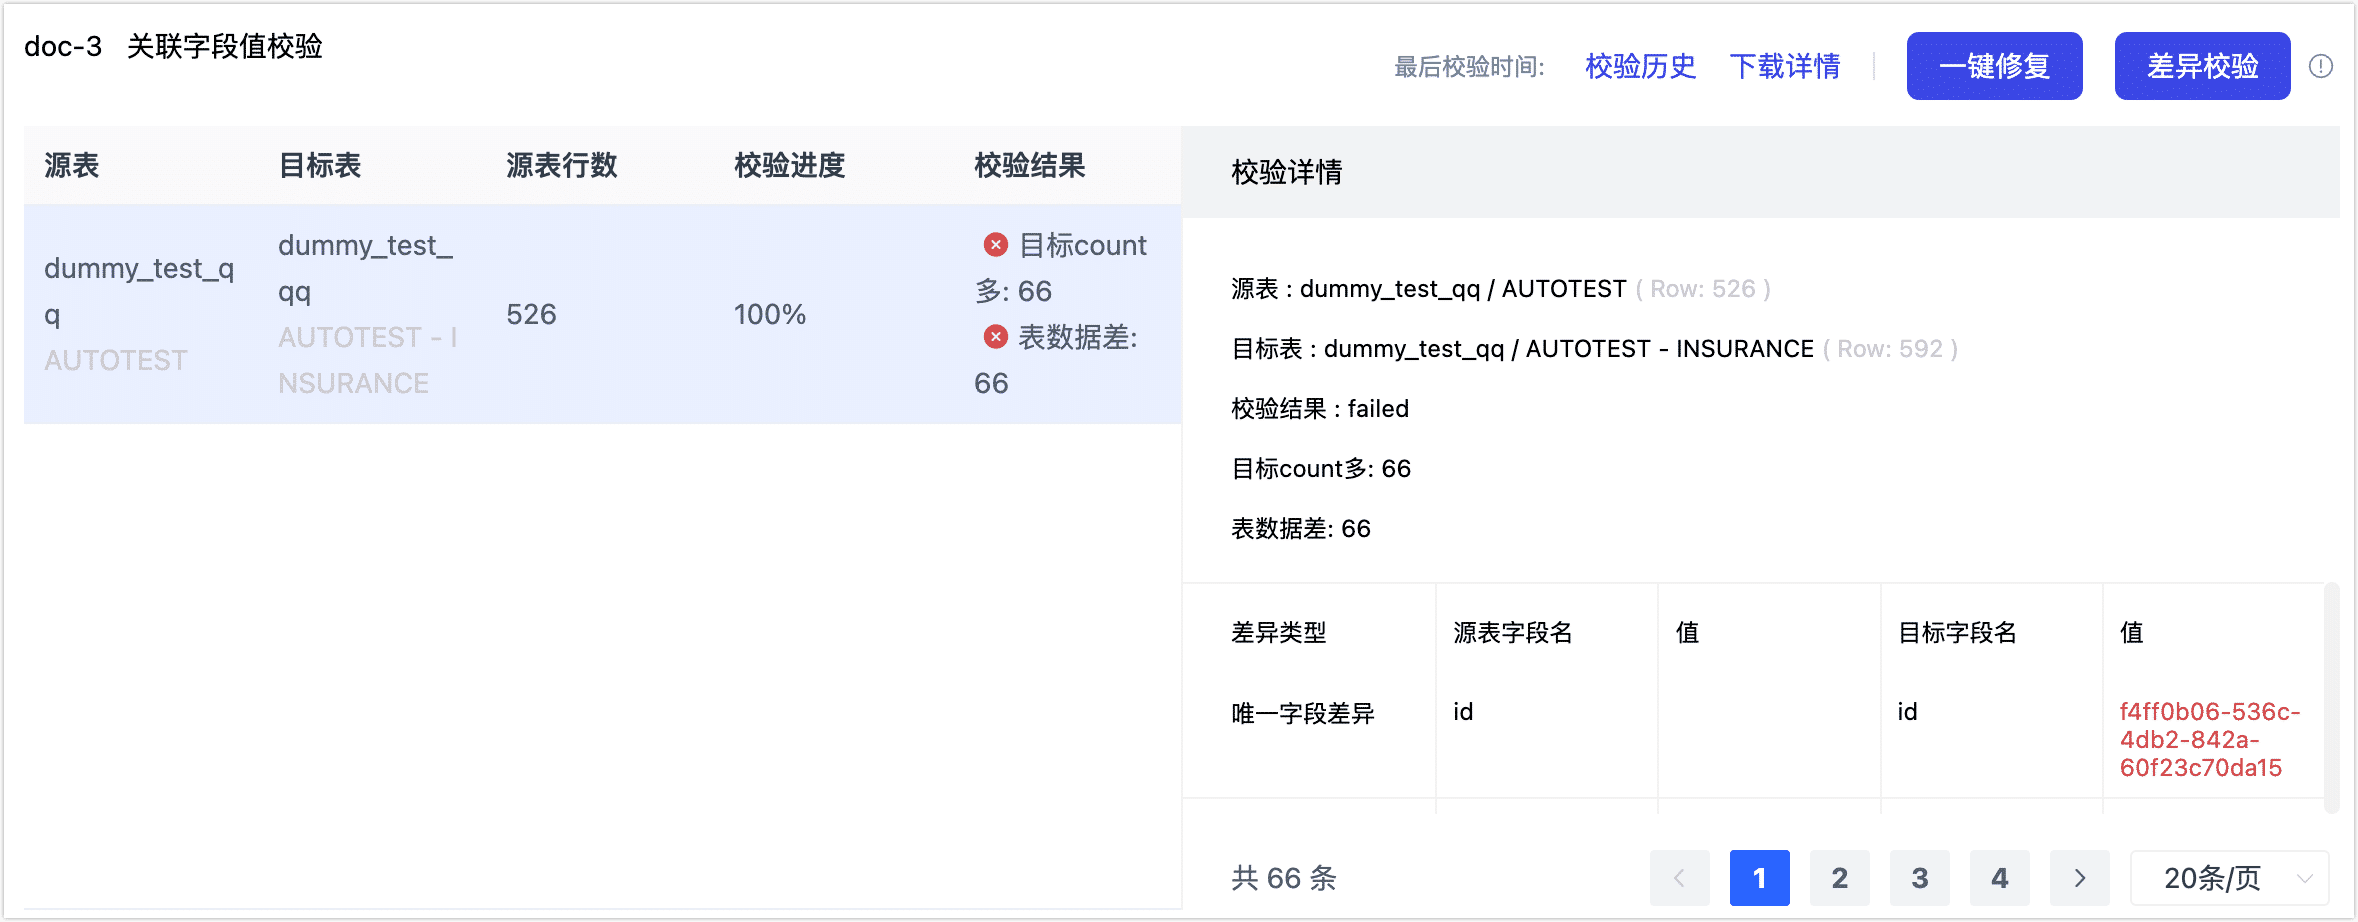 doc-3 关联字段值校验
最后校验时间: 校验历史 下载详情 一键修复 差异校验
源表 目标表 源表行数 校验进度 校验结果
dummy_test_q
q
AUTOTEST
dummy_test_
qq
AUTOTEST - I
NSURANCE
526
100%
目标count
多: 66
表数据差:
66
校验详情
源表 : dummy_test_qq / AUTOTEST ( Row: 526 )
目标表 : dummy_test_qq / AUTOTEST - INSURANCE ( Row: 592 )
校验结果 : failed
目标count多: 66
表数据差: 66
差异类型 源表字段名 值 目标字段名 值
唯一字段差异 id id
f4ff0b06-536c-
4db2-842a-
60f23c70da15
共 66 条 1 2 3 4 20条/页